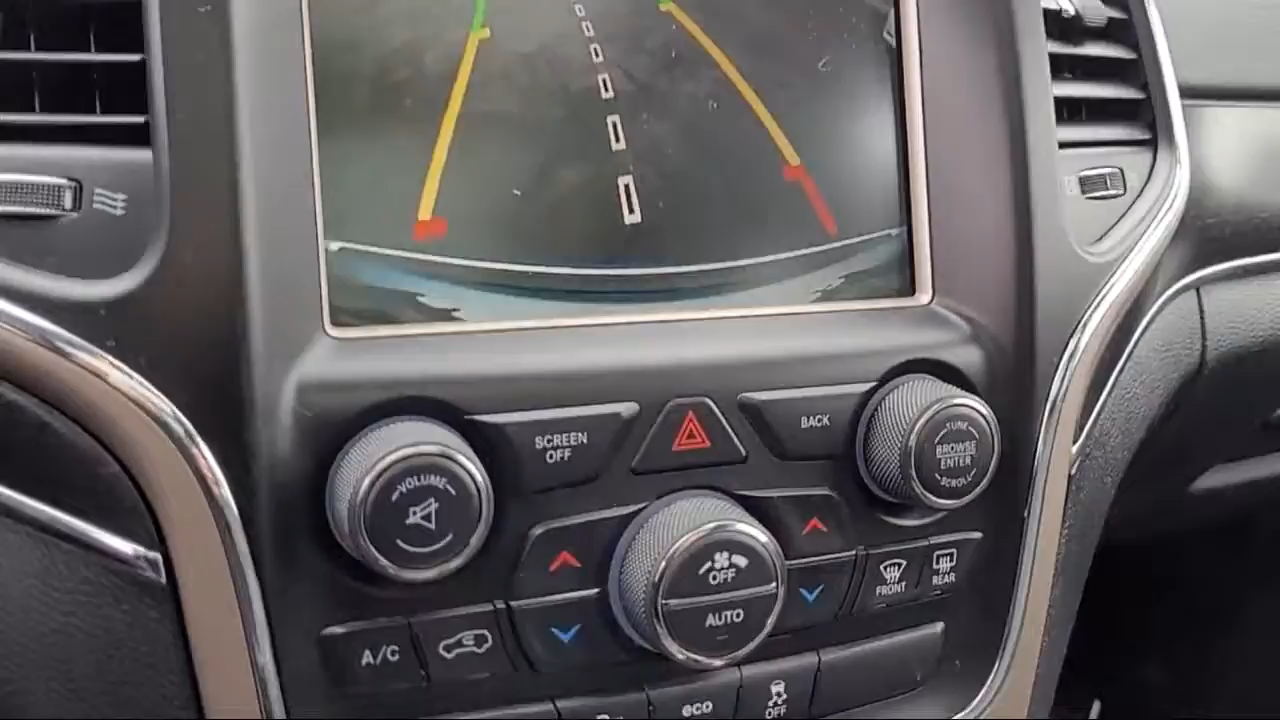 VOLUME
SCREEN
OFF
BACK
TUNE
BROWSE
ENTER
SCROLL
OFF
AUTO
FRONT
REAR
A/C
eco
OFF